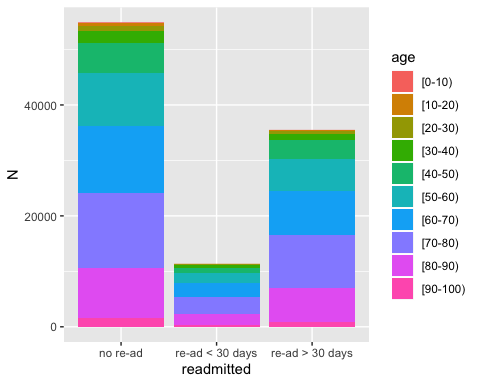 N
40000
20000
0
no re-ad
re-ad < 30 days
re-ad > 30 days
readmitted
age
[0-10)
[10-20)
[20-30)
[30-40)
[40-50)
[50-60)
[60-70)
[70-80)
[80-90)
[90-100)